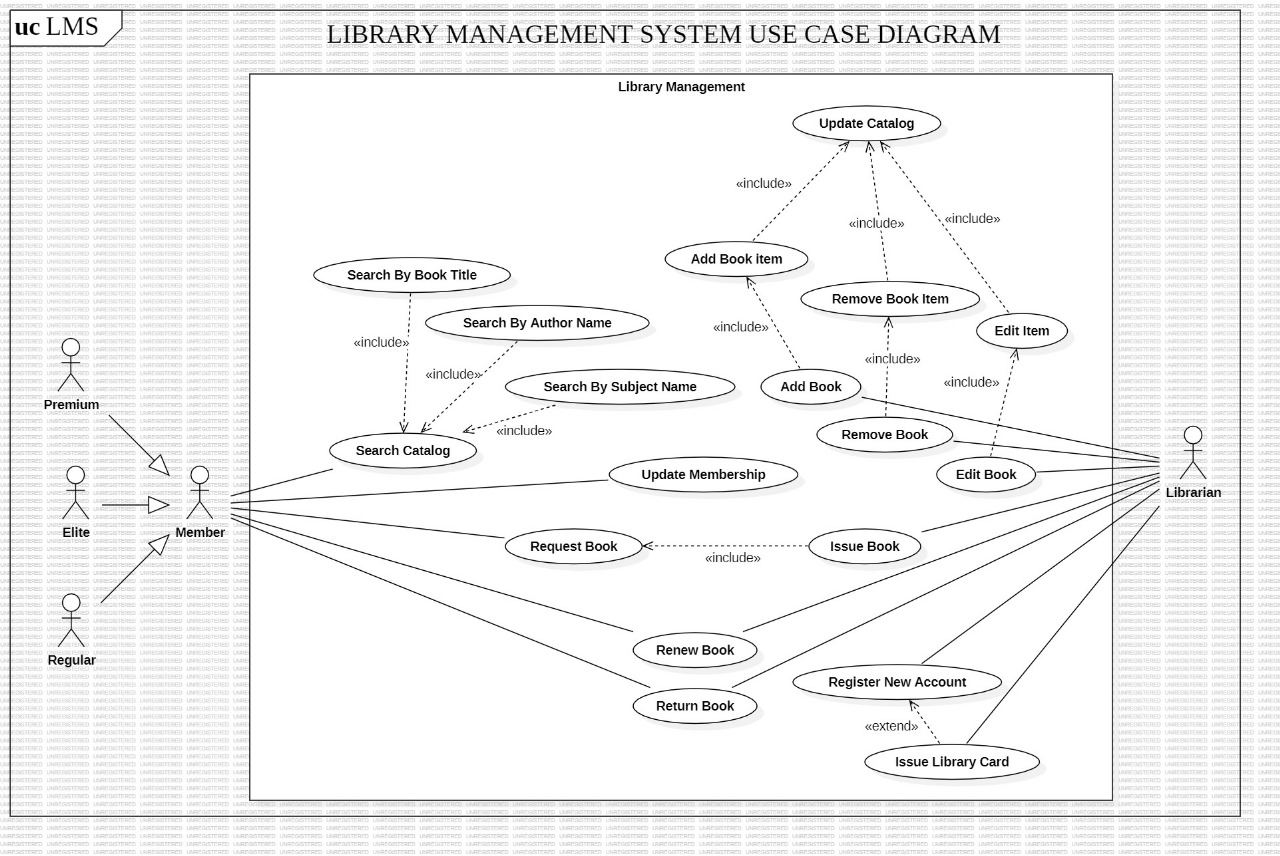 uc LMS
LIBRARY MANAGEMENT SYSTEM USE CASE DIAGRAM
Library Management
Update Catalog
«include»
«include»
«include»
Add Book item
Search By Book Title
Remove Book Item
Search By Author Name
Edit Item
«include»
«include»
«include»
«include»
«include»
Search By Subject Name
Add Book
Premium
«include»
Remove Book
Search Catalog
Update Membership
Edit Book
Librarian
Elite
Member
Request Book
«include»
Issue Book
Renew Book
Regular
Register New Account
Return Book
«extend»
Issue Library Card
UNREGISTERED